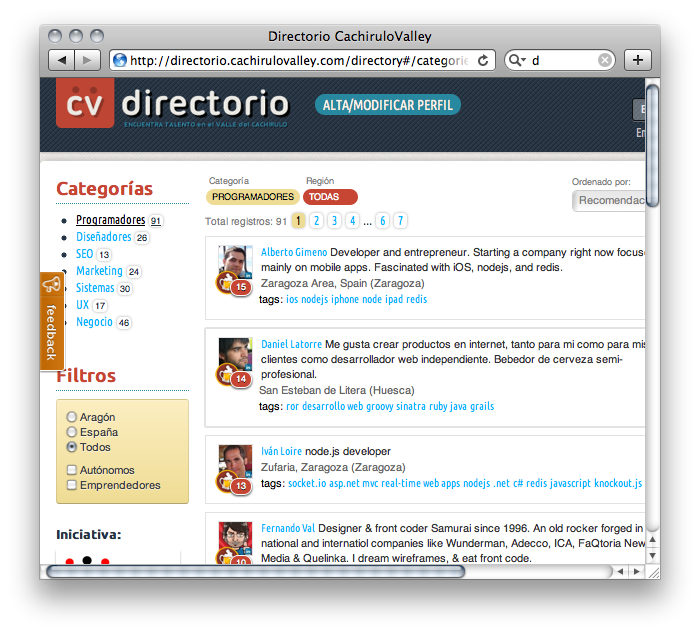 Directorio CachiruloValley
http://directorio.cachirulovalley.com/directory#/categorie
d
cv directorio
ENCUENTRA TALENTO en el VALLE del CACHIRULO
ALTA/MODIFICAR PERFIL
Categorías
Programadores 91
Diseñadores 26
SEO 13
Marketing 24
Sistemas 30
UX 17
Negocio 46
feedback
Filtros
Aragón
España
Todos
Autónomos
Emprendedores
Iniciativa:
Categoría Región
PROGRAMADORES TODAS
Ordenado por:
Recomendac
Total registros: 91 1 2 3 4 ... 6 7
Alberto Gimeno Developer and entrepreneur. Starting a company right now focuse
mainly on mobile apps. Fascinated with iOS, nodejs, and redis.
Zaragoza Area, Spain (Zaragoza)
15
tags: ios nodejs iphone node ipad redis
Daniel Latorre Me gusta crear productos en internet, tanto para mi como para mis
clientes como desarrollador web independiente. Bebedor de cerveza semi-
profesional.
14
San Esteban de Litera (Huesca)
tags: ror desarrollo web groovy sinatra ruby java grails
Iván Loire node.js developer
Zufaria, Zaragoza (Zaragoza)
13
tags: socket.io asp.net mvc real-time web apps nodejs .net c# redis javascript knockout.js
Fernando Val Designer & front coder Samurai since 1996. An old rocker forged in
national and internatiol companies like Wunderman, Adecco, ICA, FaQtoria New
Media & Quelinka. I dream wireframes, & eat front code.
10